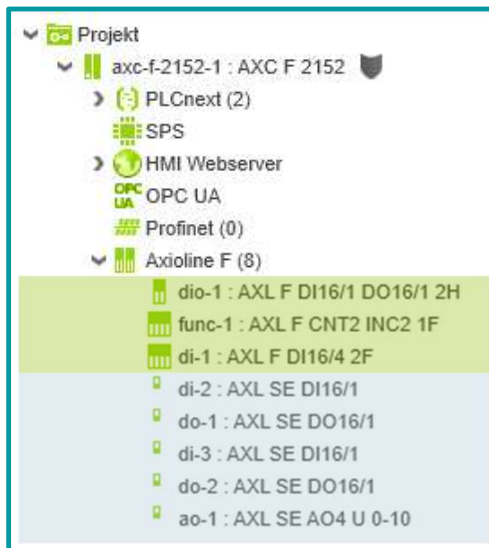 Projekt
axc-f-2152-1 : AXC F 2152
PLCnext (2)
SPS
HMI Webserver
OPC UA OPC UA
Profinet (0)
Axioline F (8)
dio-1 : AXL F DI16/1 DO16/1 2H
func-1 : AXL F CNT2 INC2 1F
di-1 : AXL F DI16/4 2F
di-2 : AXL SE DI16/1
do-1 : AXL SE DO16/1
di-3 : AXL SE DI16/1
do-2 : AXL SE DO16/1
ao-1 : AXL SE AO4 U 0-10